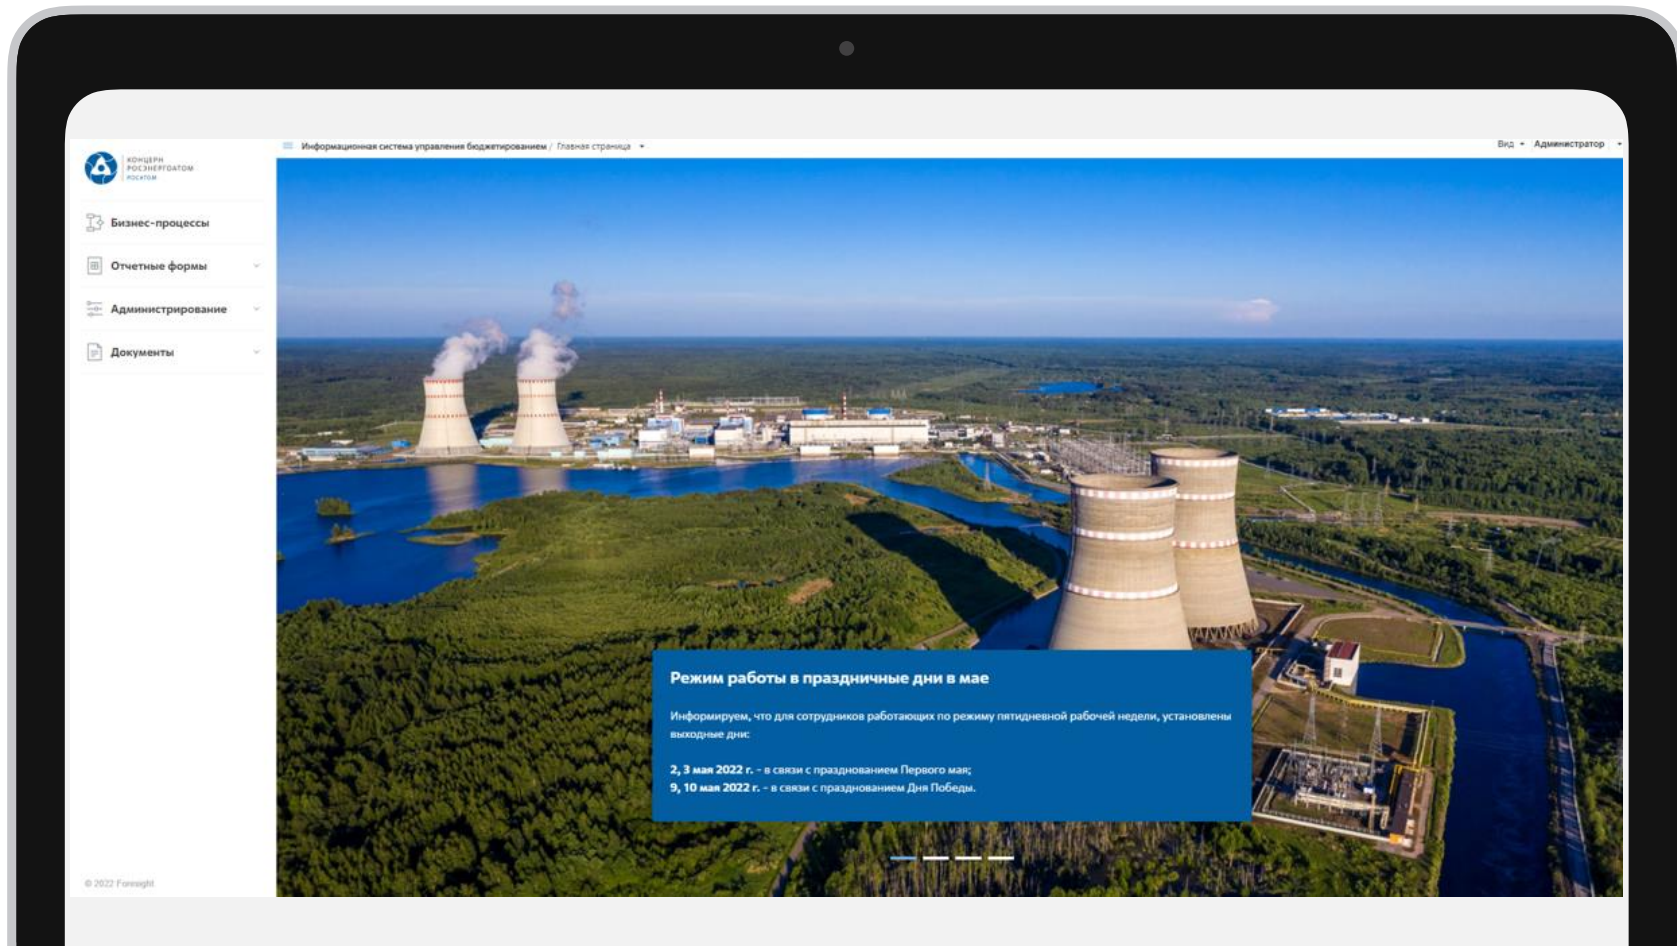 КОНЦЕРН
РОСЭНЕРГОАТОМ
РОСАТОМ
Информационная система управления бюджетированием / Главная страница
Вид
Администратор
Бизнес-процессы
Отчетные формы
Администрирование
Документы
Режим работы в праздничные дни в мае
Информируем, что для сотрудников работающих по режиму пятидневной рабочей недели, установлены
выходные дни:
2, 3 мая 2022 г. - в связи с празднованием Первого мая;
9, 10 мая 2022 г. - в связи с празднованием Дня Победы.
© 2022 Foresight